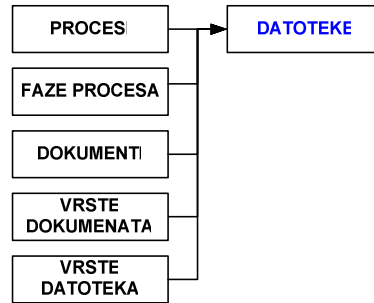 PROCESI
DATOTEKE
FAZE PROCESA
DOKUMENTI
VRSTE
DOKUMENATA
VRSTE
DATOTEKA